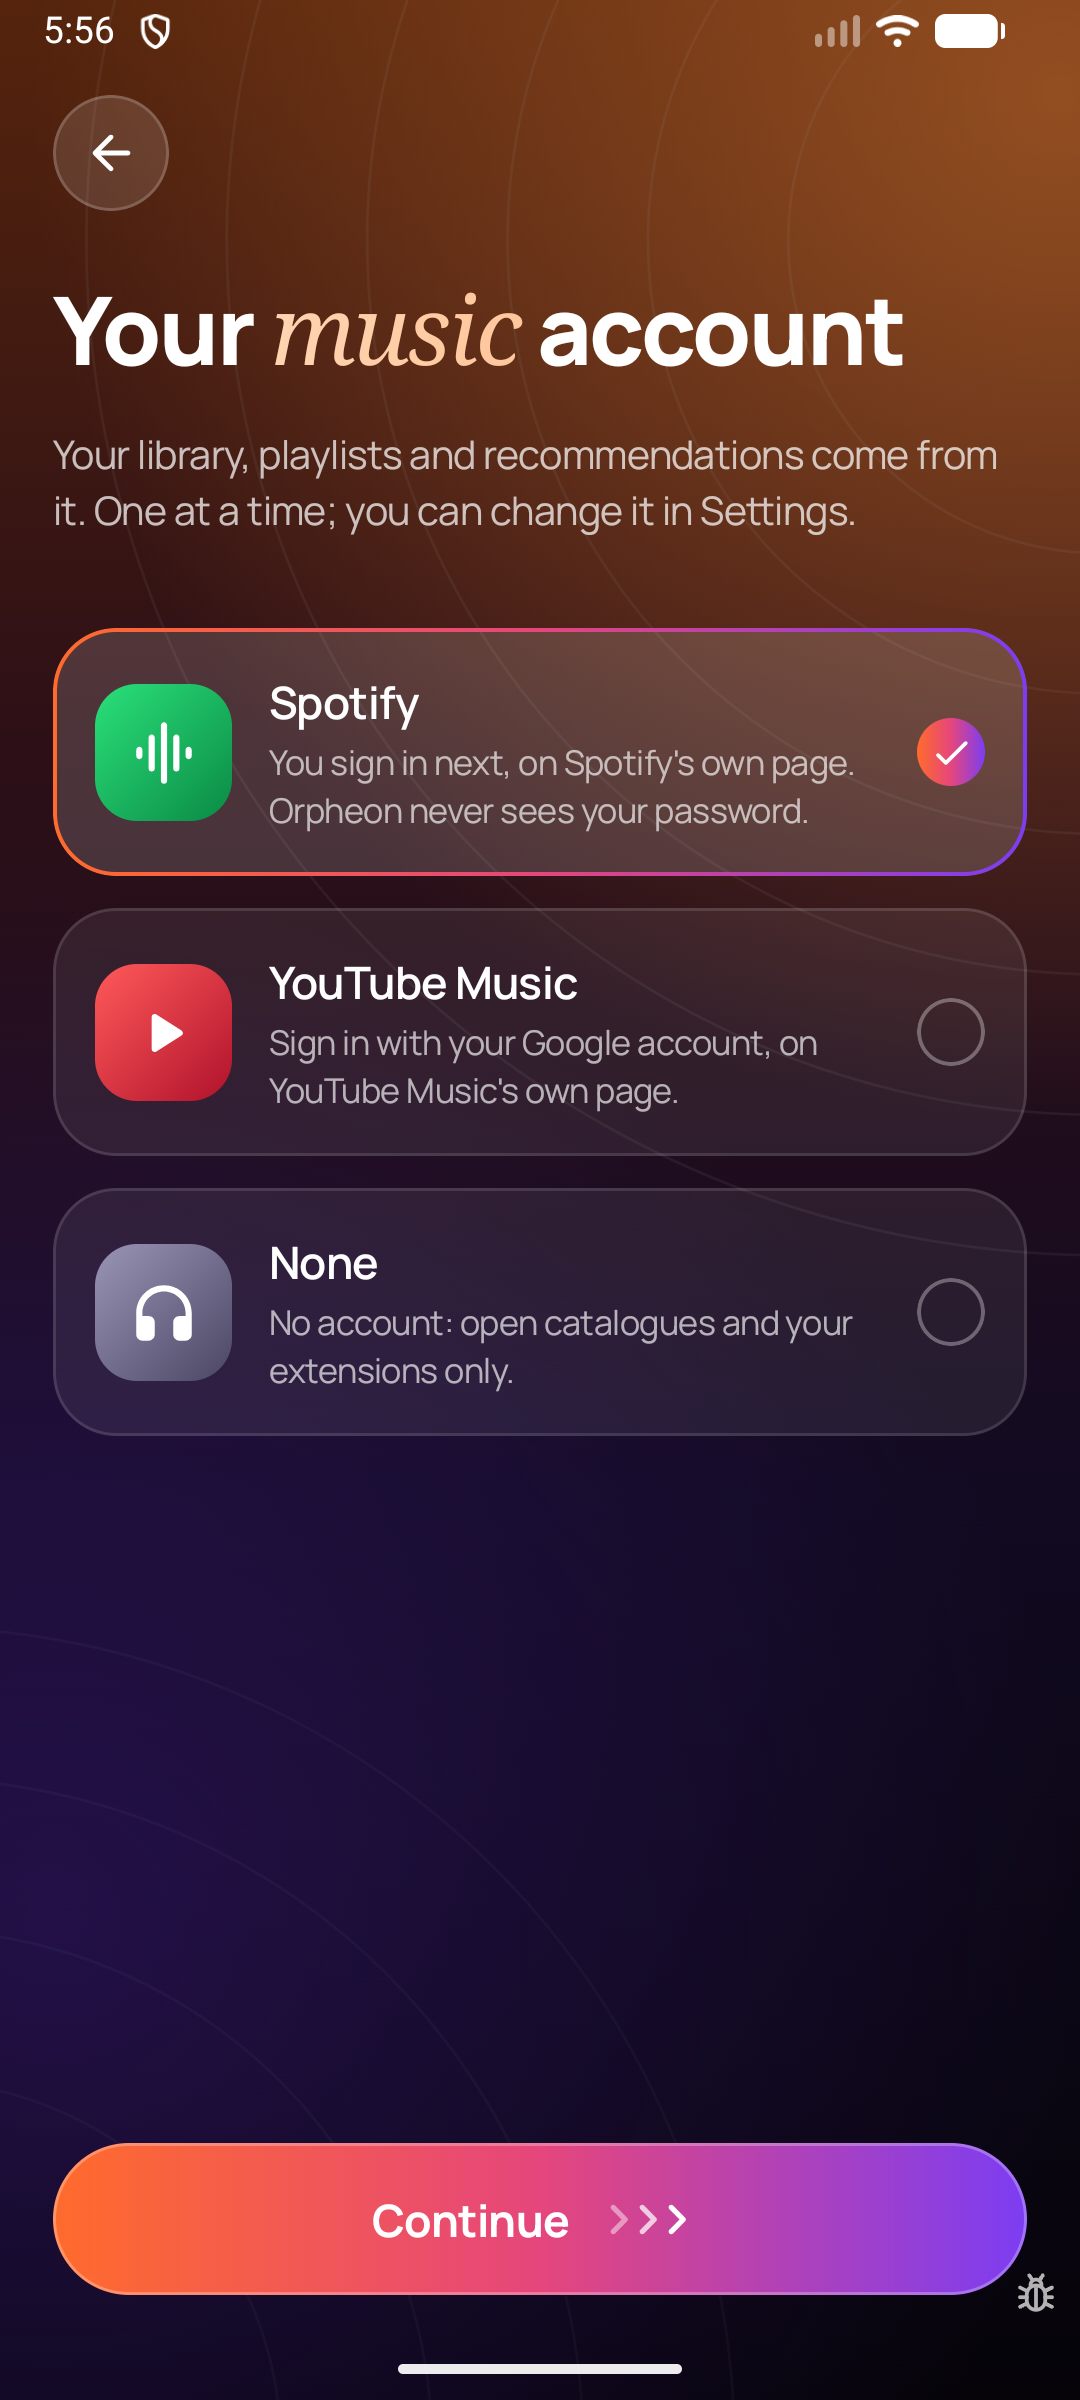 5:56
Your music account
Your library, playlists and recommendations come from
it. One at a time; you can change it in Settings.
Spotify
You sign in next, on Spotify's own page.
Orpheon never sees your password.
YouTube Music
Sign in with your Google account, on
YouTube Music's own page.
None
No account: open catalogues and your
extensions only.
Continue